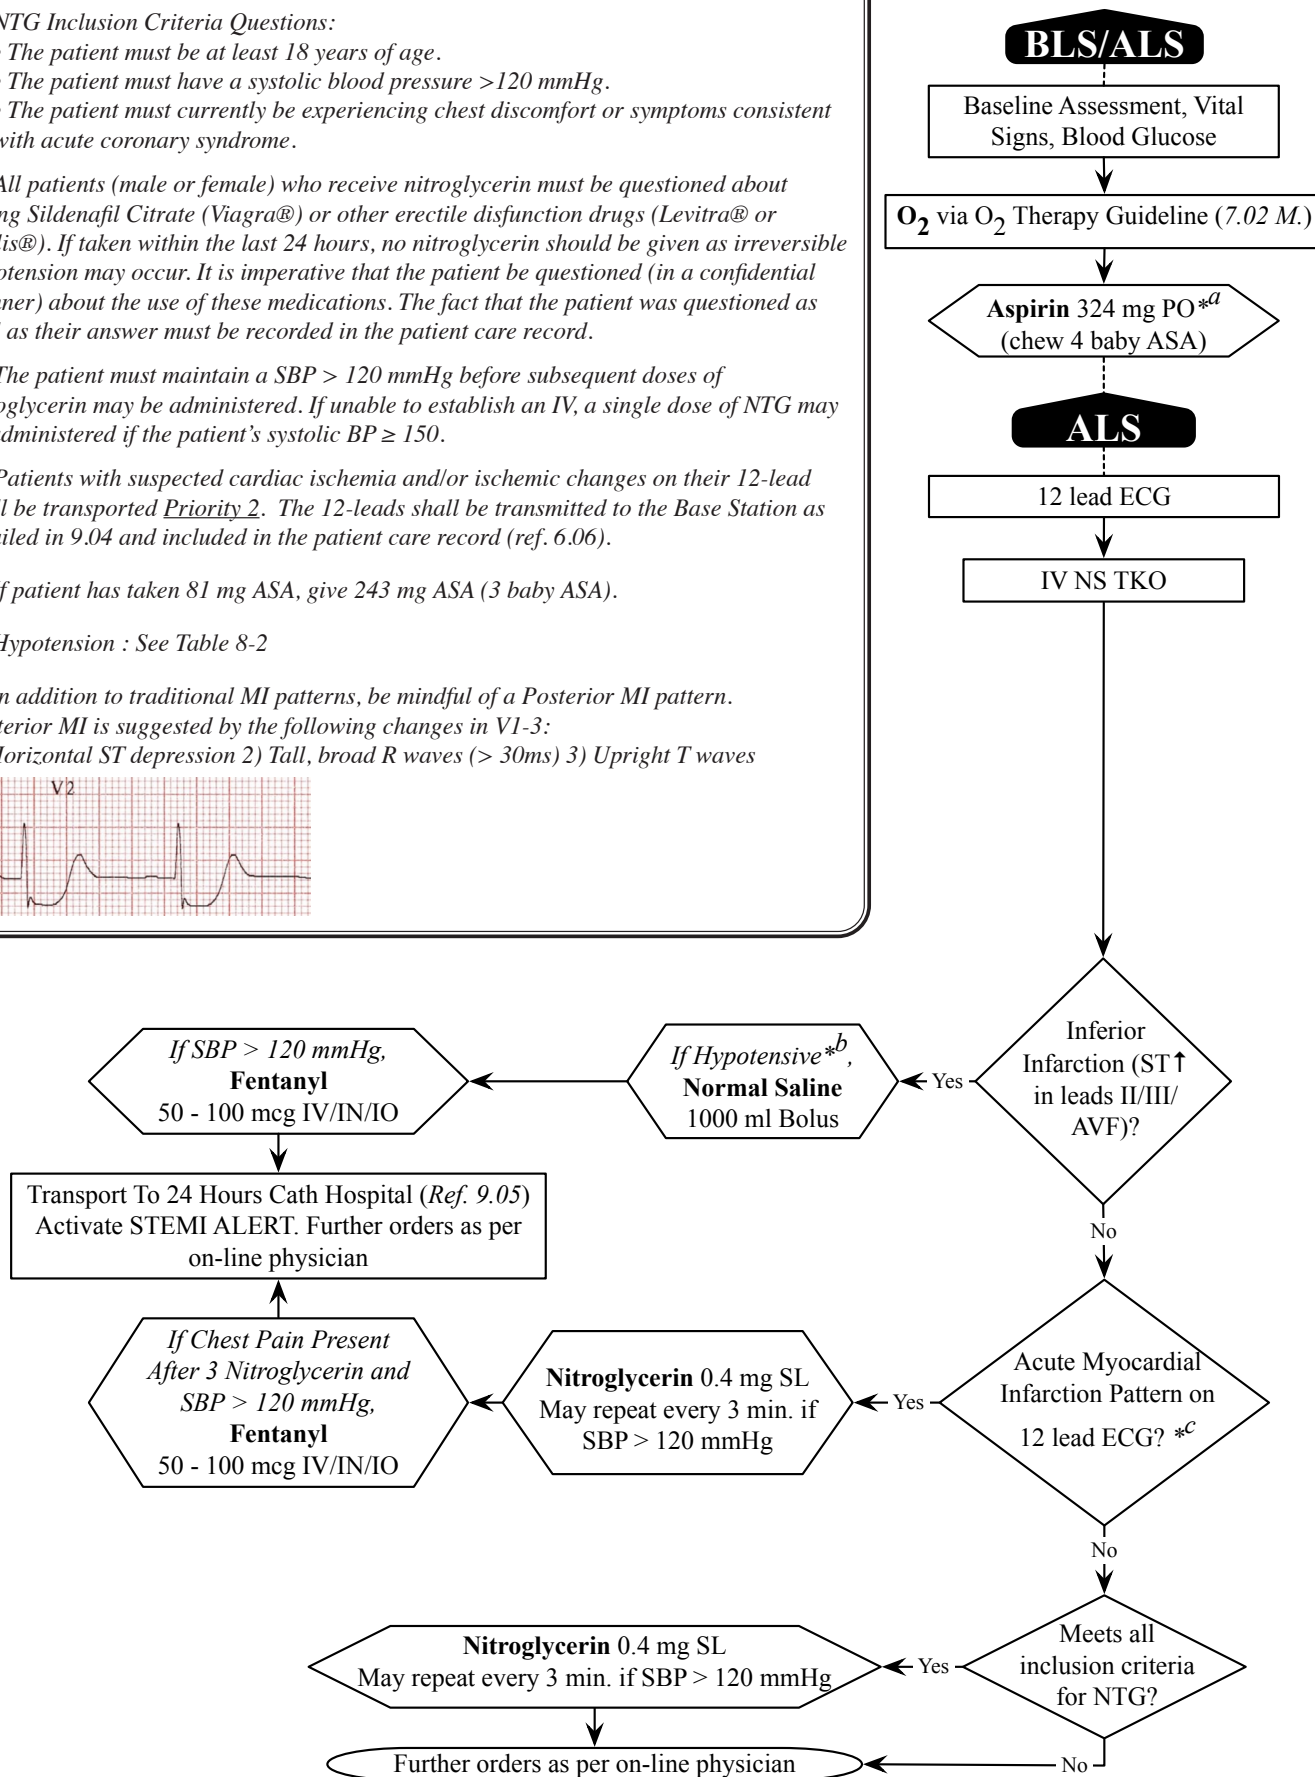 NTG Inclusion Criteria Questions:
The patient must be at least 18 years of age.
The patient must have a systolic blood pressure >120 mmHg.
The patient must currently be experiencing chest discomfort or symptoms consistent
with acute coronary syndrome.
All patients (male or female) who receive nitroglycerin must be questioned about
ng Sildenafil Citrate (Viagra®) or other erectile disfunction drugs (Levitra® or
lis®). If taken within the last 24 hours, no nitroglycerin should be given as irreversible
otension may occur. It is imperative that the patient be questioned (in a confidential
nner) about the use of these medications. The fact that the patient was questioned as
as their answer must be recorded in the patient care record.
The patient must maintain a SBP > 120 mmHg before subsequent doses of
oglycerin may be administered. If unable to establish an IV, a single dose of NTG may
dministered if the patient's systolic BP ≥ 150.
Patients with suspected cardiac ischemia and/or ischemic changes on their 12-lead
ll be transported Priority 2. The 12-leads shall be transmitted to the Base Station as
iled in 9.04 and included in the patient care record (ref. 6.06).
f patient has taken 81 mg ASA, give 243 mg ASA (3 baby ASA).
Hypotension : See Table 8-2
n addition to traditional MI patterns, be mindful of a Posterior MI pattern.
terior MI is suggested by the following changes in V1-3:
Horizontal ST depression 2) Tall, broad R waves (> 30ms) 3) Upright T waves
V2
BLS/ALS
Baseline Assessment, Vital
Signs, Blood Glucose
O2 via O2 Therapy Guideline (7.02 M.)
Aspirin 324 mg PO*a
(chew 4 baby ASA)
ALS
12 lead ECG
IV NS TKO
Inferior
Infarction (ST↑
in leads II/III/
AVF)?
Yes
If Hypotensive*b,
Normal Saline
1000 ml Bolus
If SBP > 120 mmHg,
Fentanyl
50 - 100 mcg IV/IN/IO
Transport To 24 Hours Cath Hospital (Ref. 9.05)
Activate STEMI ALERT. Further orders as per
on-line physician
No
Acute Myocardial
Infarction Pattern on
12 lead ECG? *c
Yes
Nitroglycerin 0.4 mg SL
May repeat every 3 min. if
SBP > 120 mmHg
If Chest Pain Present
After 3 Nitroglycerin and
SBP > 120 mmHg,
Fentanyl
50 - 100 mcg IV/IN/IO
No
Meets all
inclusion criteria
for NTG?
Yes
Nitroglycerin 0.4 mg SL
May repeat every 3 min. if SBP > 120 mmHg
No
Further orders as per on-line physician